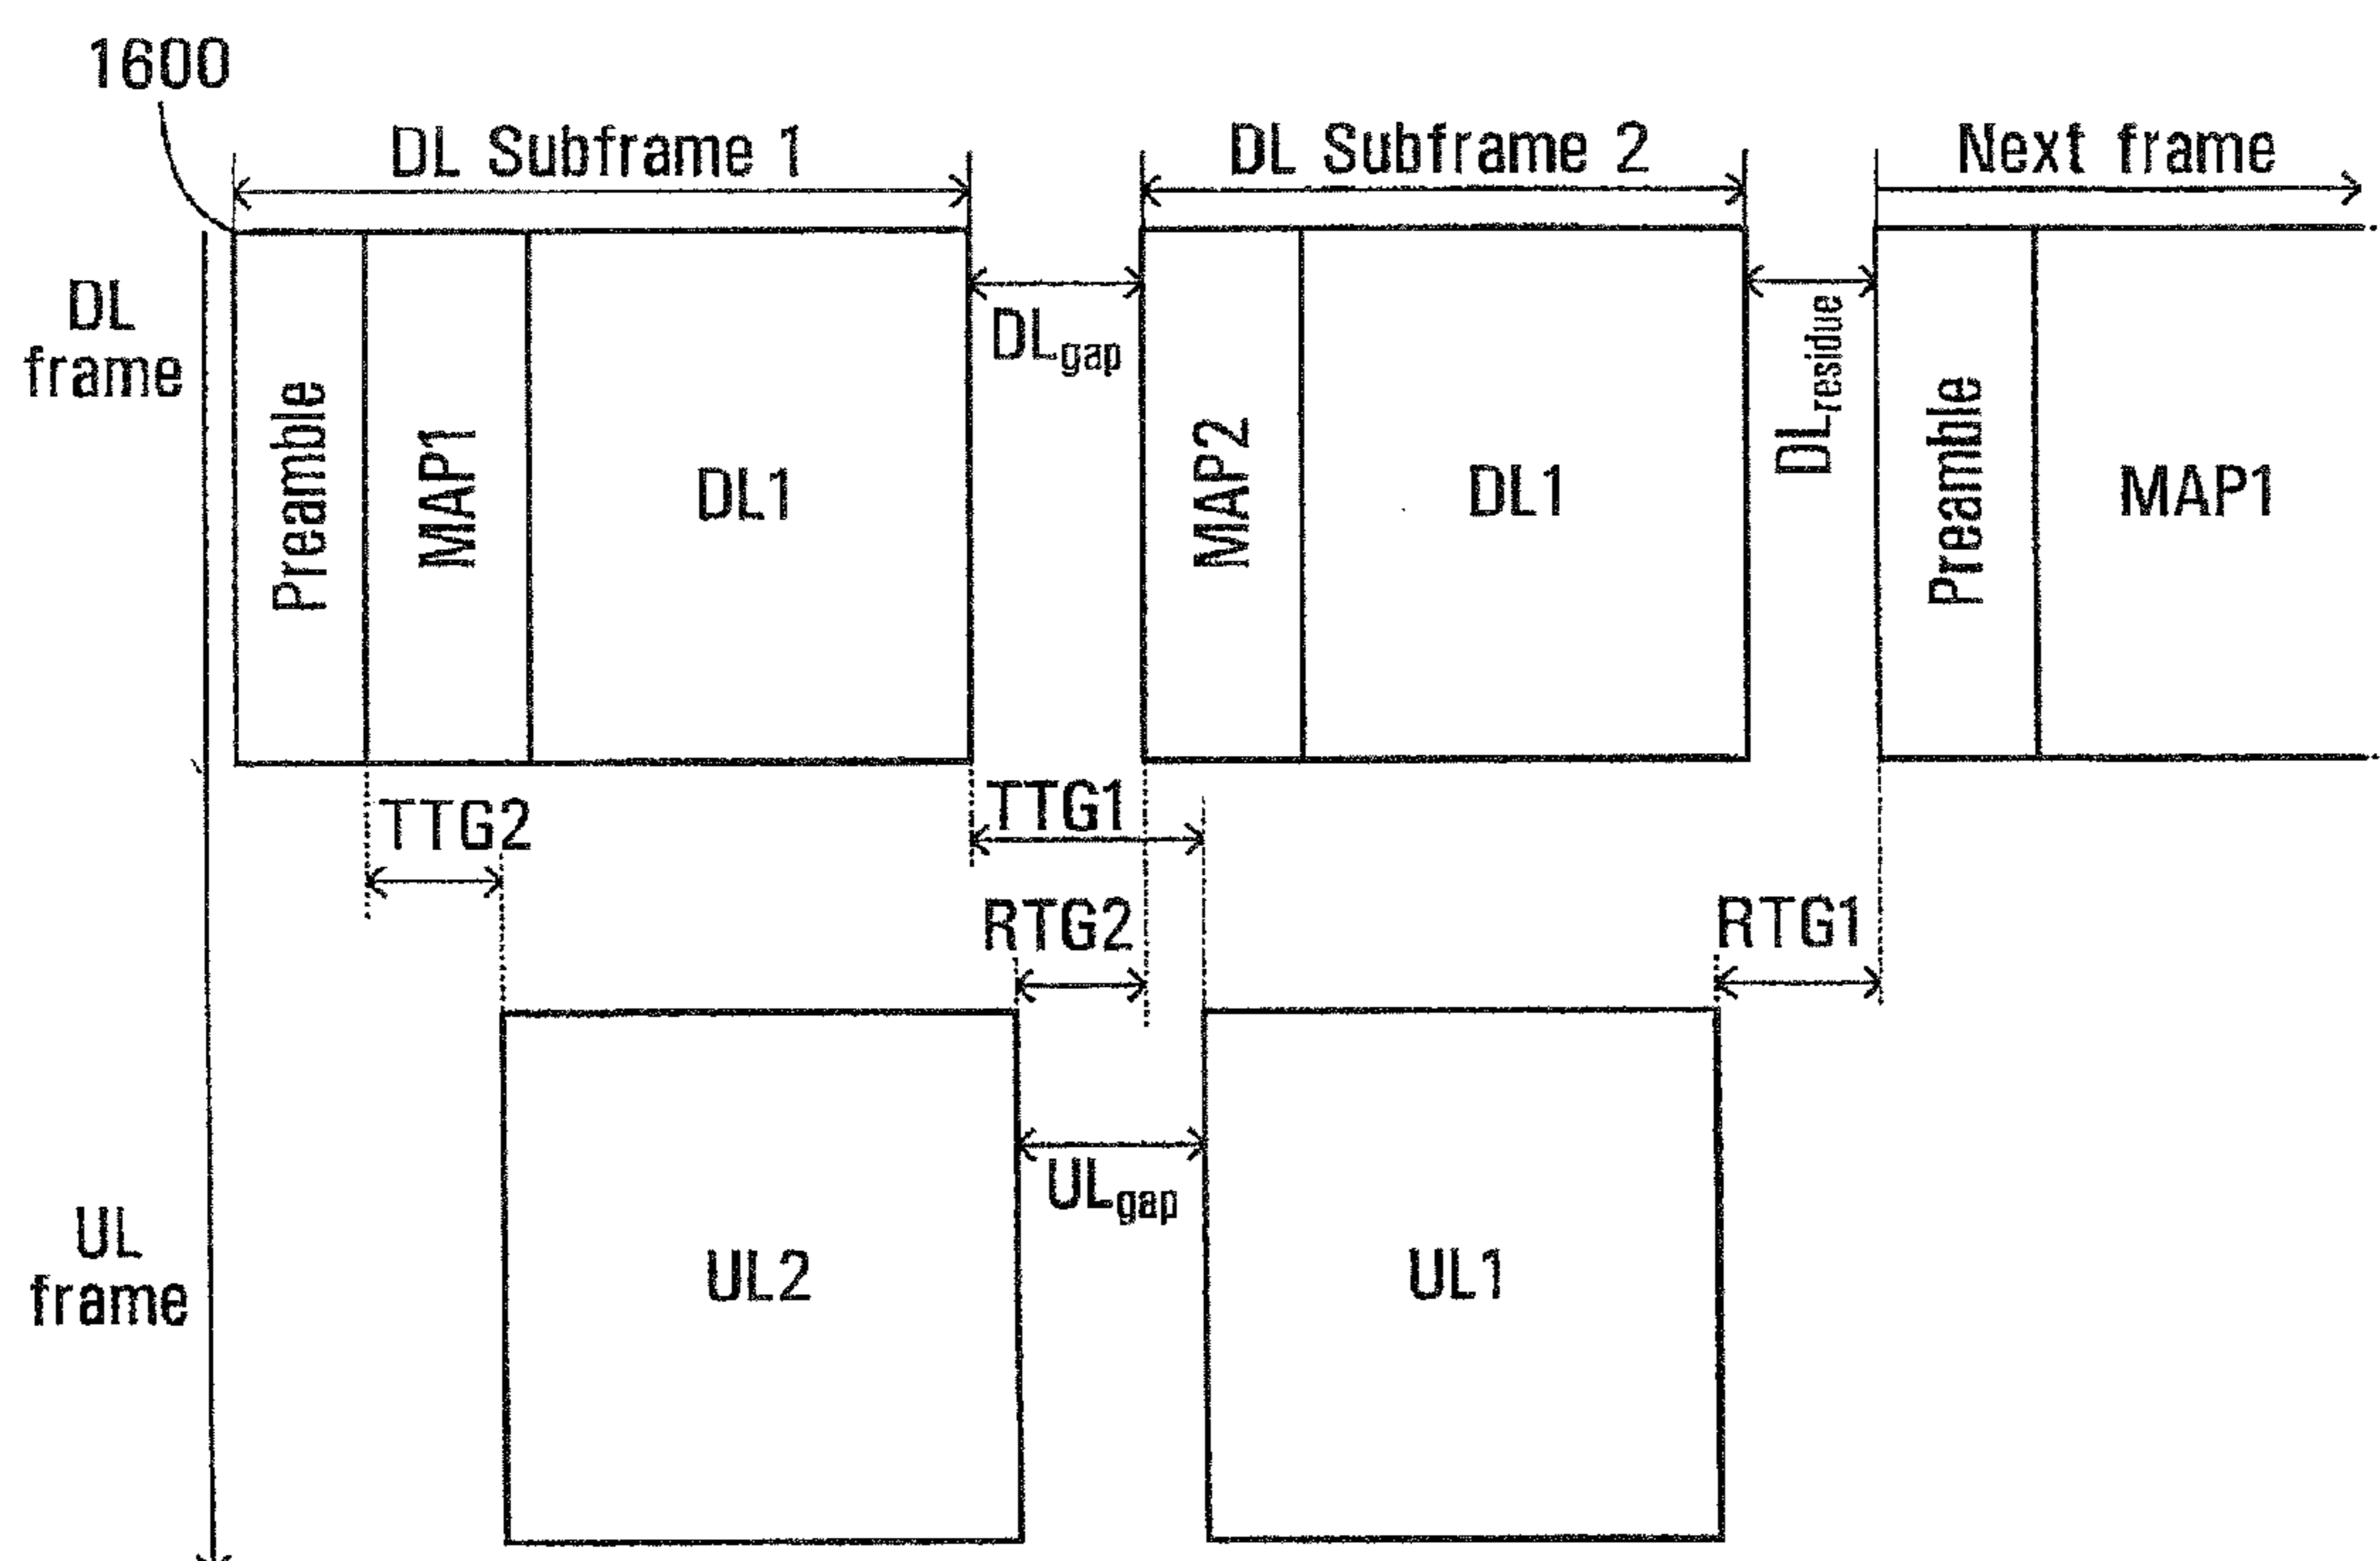 1600
DL Subframe 1
DL Subframe 2
Next frame
DL
frame
Preamble
MAP1
DL1
DLgap
MAP2
DL1
DLresidue
Preamble
MAP1
TTG2
TTG1
RTG2
RTG1
UL
frame
UL2
ULgap
UL1